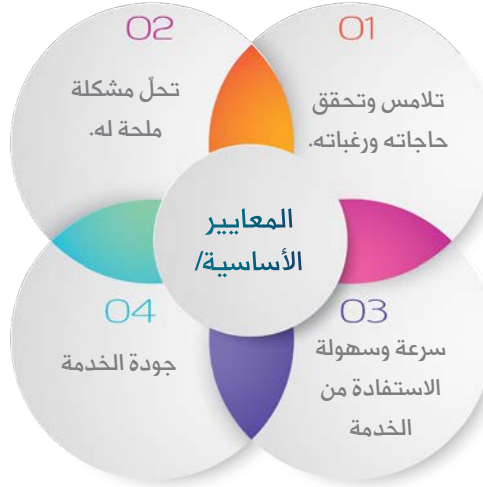 01
تلامس وتحقق
حاجاته ورغباته.
02
تحلّ مشكلة
ملحة له.
المعايير
الأساسية/
03
سرعة وسهولة
الاستفادة من
الخدمة
04
جودة الخدمة